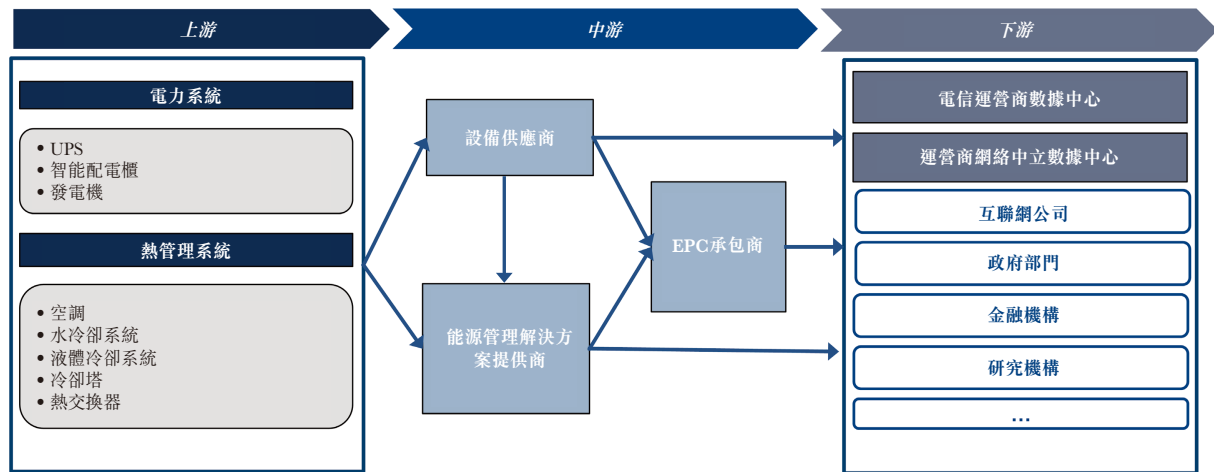 上游
中游
下游
電力系統
• UPS
• 智能配電櫃
• 發電機
熱管理系統
• 空調
• 水冷卻系統
• 液體冷卻系統
• 冷卻塔
• 熱交換器
設備供應商
能源管理解決方
案提供商
EPC承包商
電信運營商數據中心
運營商網絡中立數據中心
互聯網公司
政府部門
金融機構
研究機構
...